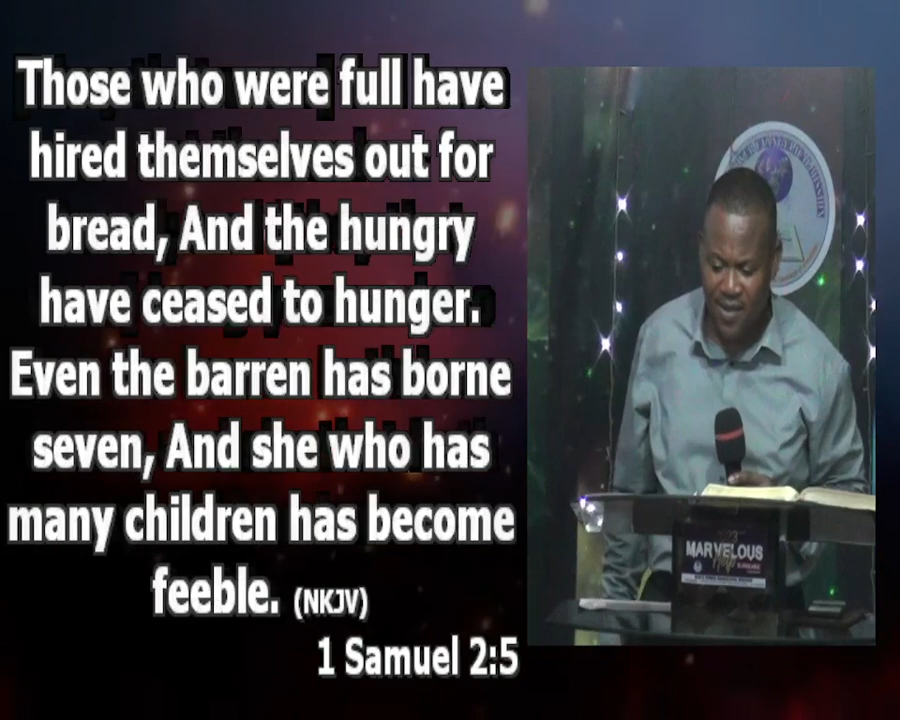 Those who were full have
hired themselves out for
bread, And the hungry
have ceased to hunger.
Even the barren has borne
seven, And she who has
many children has become
feeble. (NKJV)
1 Samuel 2:5
MARVELOUS